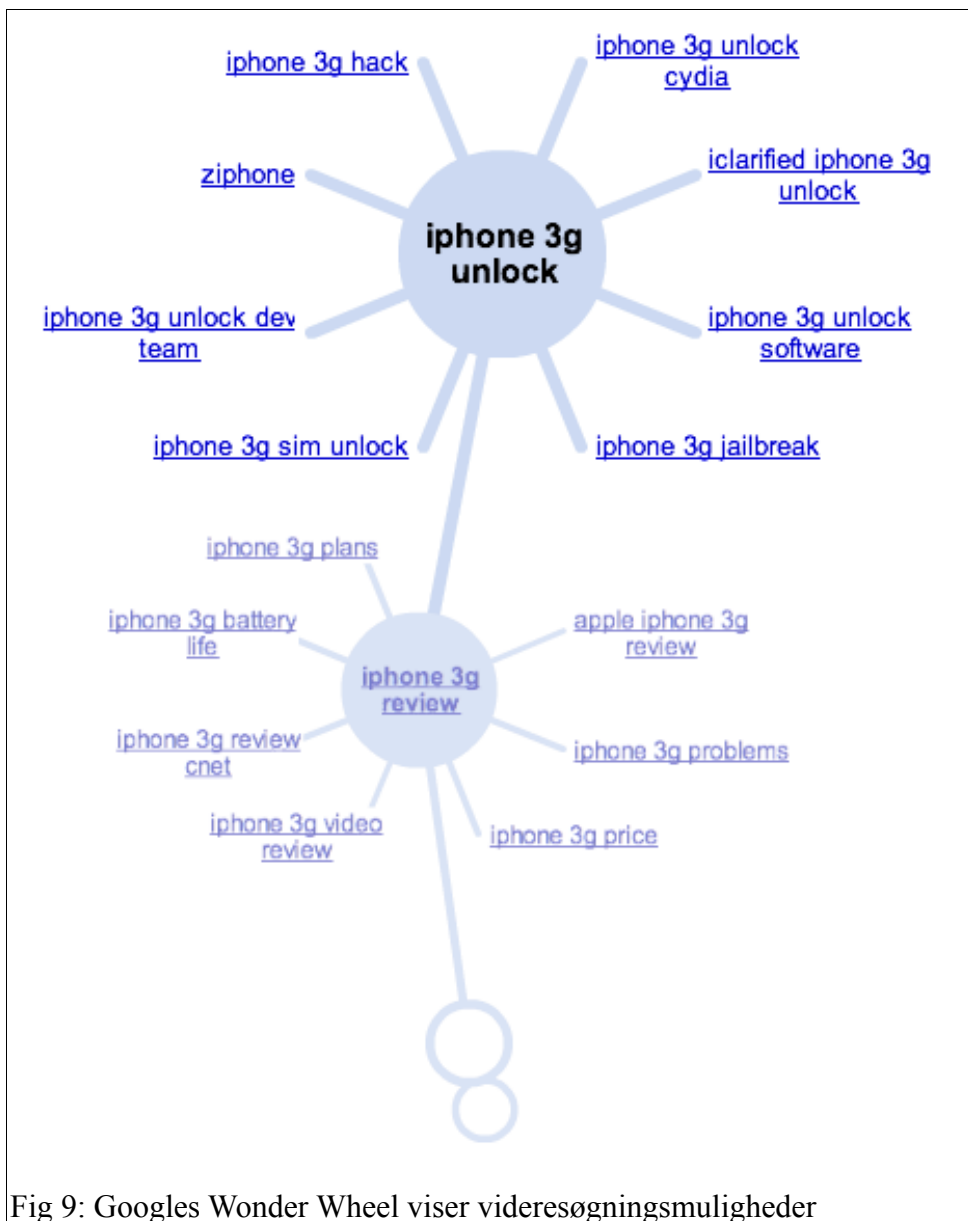 iphone 3g hack
iphone 3g unlock
cydia
ziphone
iclarified iphone 3g
unlock
iphone 3g
unlock
iphone 3g unlock dev
team
iphone 3g unlock
software
iphone 3g sim unlock
iphone 3g jailbreak
iphone 3g plans
iphone 3g battery
life
apple iphone 3g
review
iphone 3g
review
iphone 3g review
cnet
iphone 3g problems
iphone 3g video
review
iphone 3g price
Fig 9: Googles Wonder Wheel viser videresøgningsmuligheder